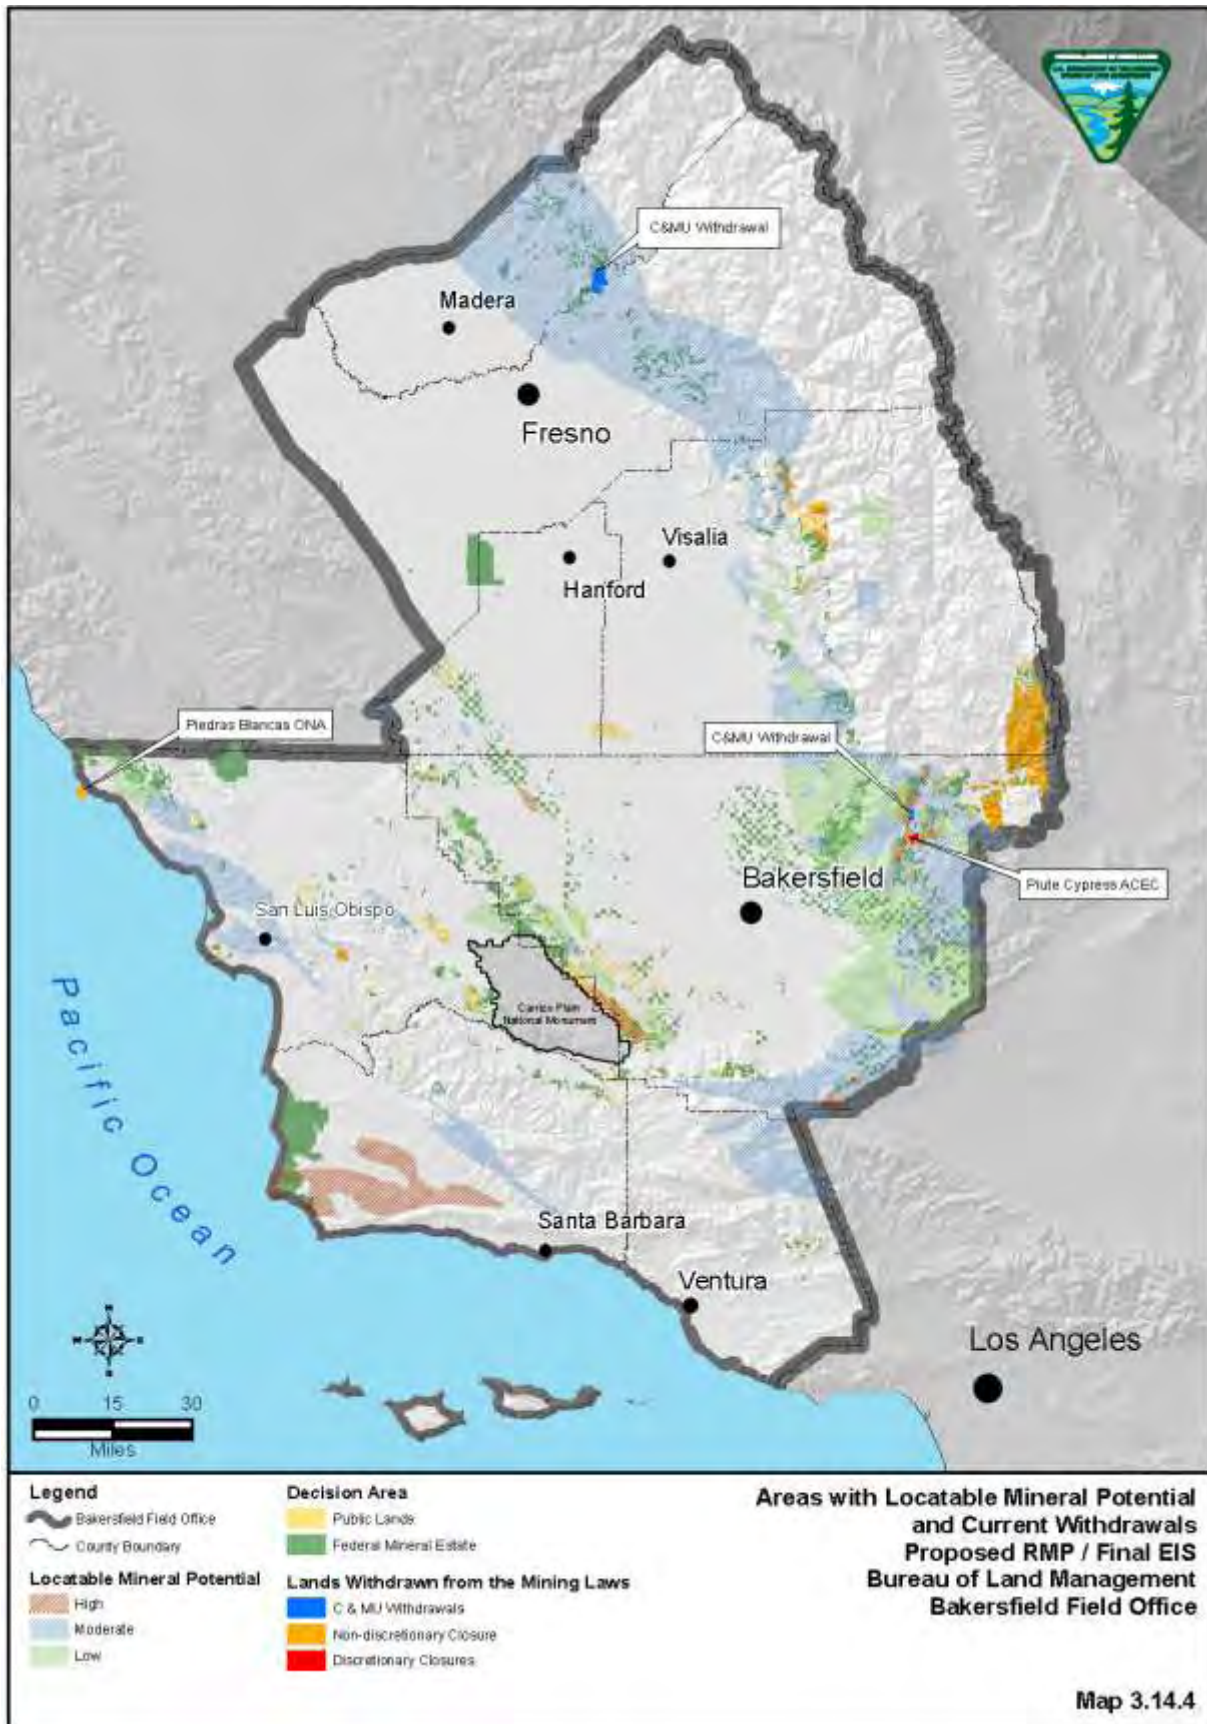 C&MU Withdrawal
Madera
Fresno
Visalia
Hanford
Piedras Blancas ONA
C&MU Withdrawal
Bakersfield
Piute Cypress ACEC
San Luis Obispo
Carrizo Plain
National Monument
Pacific Ocean
Santa Barbara
Ventura
Los Angeles
N
W E
S
0 15 30
Miles
Legend
Bakersfield Field Office
County Boundary
Locatable Mineral Potential
High
Moderate
Low
Decision Area
Public Lands
Federal Mineral Estate
Lands Withdrawn from the Mining Laws
C & MU Withdrawals
Non-discretionary Closure
Discretionary Closures
Areas with Locatable Mineral Potential
and Current Withdrawals
Proposed RMP / Final EIS
Bureau of Land Management
Bakersfield Field Office
Map 3.14.4